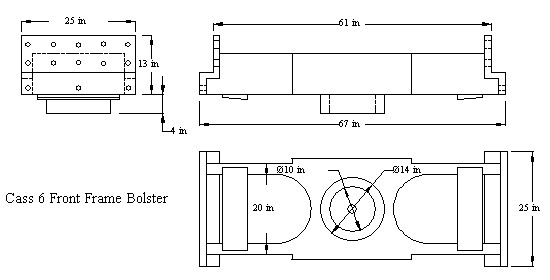 25 in
61 in
13 in
4 in
67 in
Ø10 in
Ø14 in
Cass 6 Front Frame Bolster
20 in
25 in